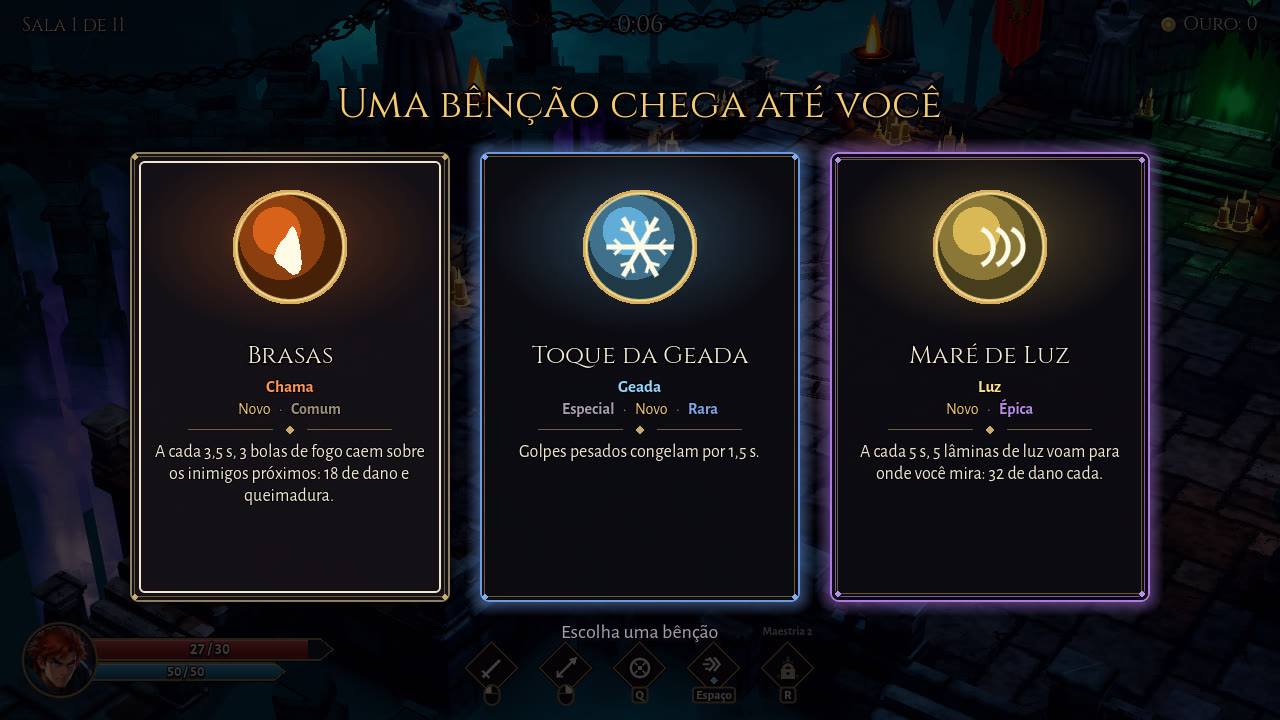 Sala 1 de 11
0:06
Ouro: 0
Uma bênção chega até você
Brasas
Chama
Novo · Comum
A cada 3,5 s, 3 bolas de fogo caem sobre
os inimigos próximos: 18 de dano e
queimadura.
Toque da Geada
Geada
Especial · Novo · Rara
Golpes pesados congelam por 1,5 s.
Maré de Luz
Luz
Novo · Épica
A cada 5 s, 5 lâminas de luz voam para
onde você mira: 32 de dano cada.
Escolha uma bênção
Maestria 2
27 / 30
50 / 50
Q
Espaço
R